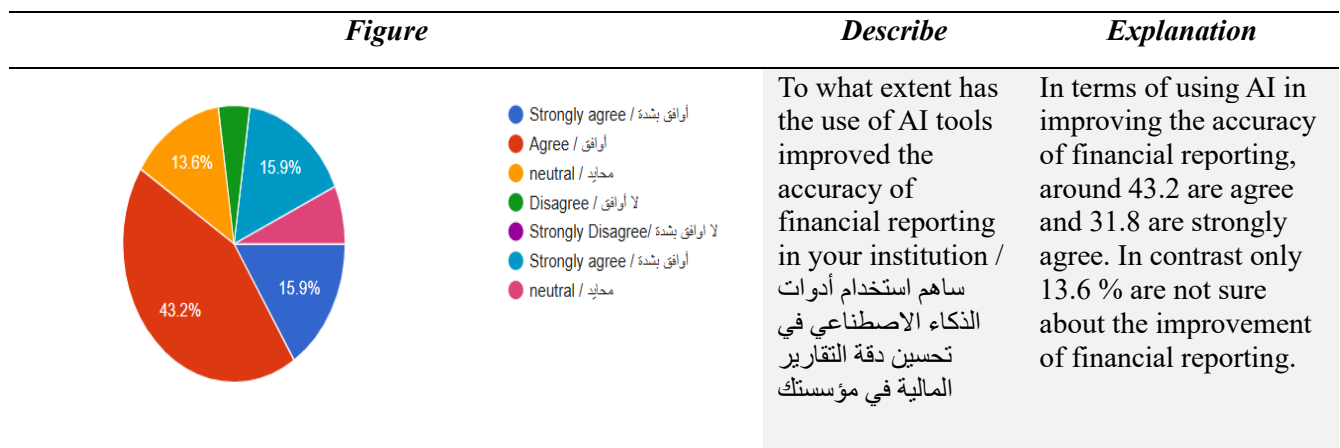 Figure
Describe
Explanation
13.6%
15.9%
43.2%
15.9%
Strongly agree / أوافق بشدة
Agree / أوافق
neutral / محايد
Disagree / لا أوافق
Strongly Disagree/ لا اوافق بشدة
Strongly agree / أوافق بشدة
neutral / محايد
To what extent has
the use of AI tools
improved the
accuracy of
financial reporting
in your institution /
ساهم استخدام أدوات
الذكاء الاصطناعي في
تحسين دقة التقارير
المالية في مؤسستك
In terms of using AI in
improving the accuracy
of financial reporting,
around 43.2 are agree
and 31.8 are strongly
agree. In contrast only
13.6 % are not sure
about the improvement
of financial reporting.